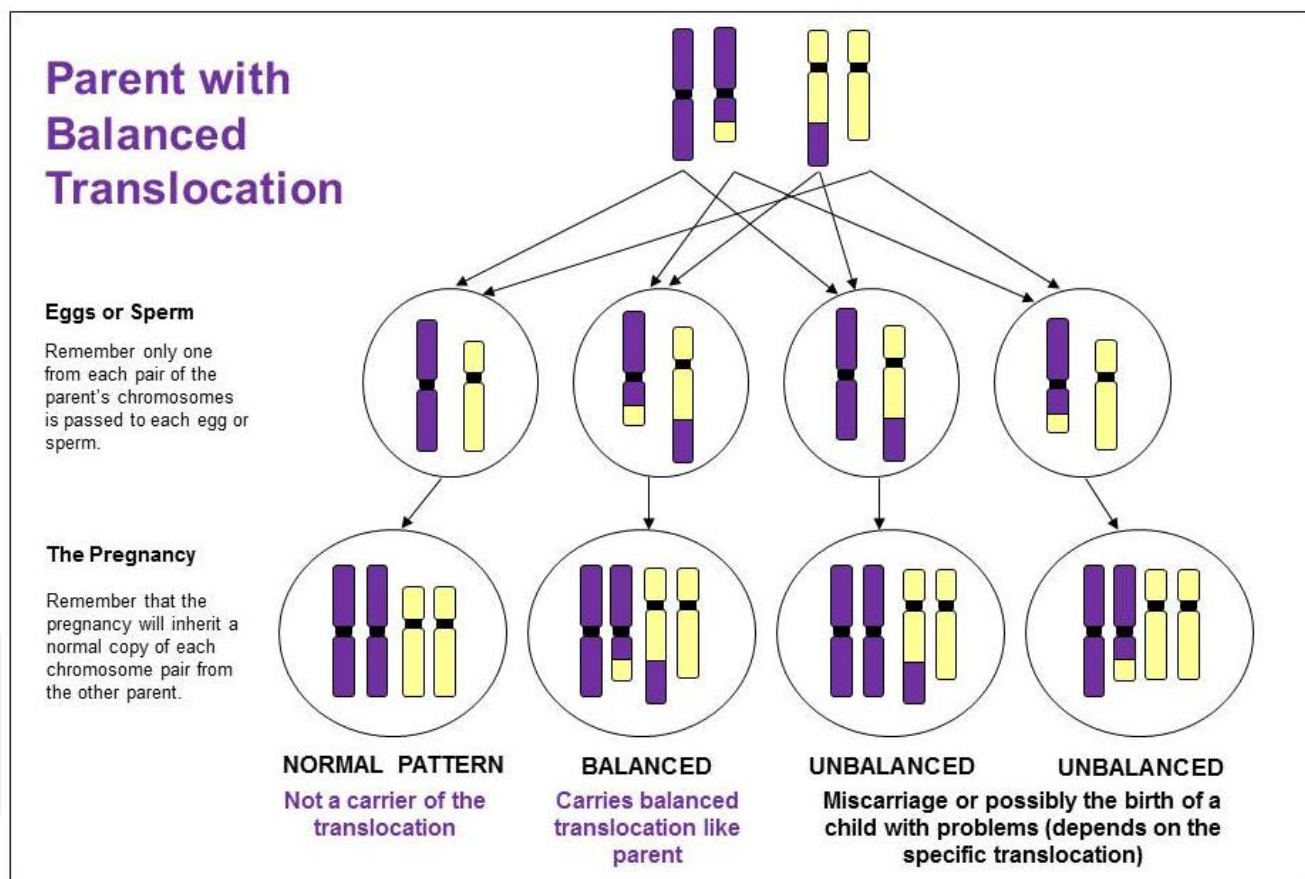 Parent with
Balanced
Translocation
Eggs or Sperm
Remember only one
from each pair of the
parent's chromosomes
is passed to each egg or
sperm.
The Pregnancy
Remember that the
pregnancy will inherit a
normal copy of each
chromosome pair from
the other parent.
NORMAL PATTERN
Not a carrier of the
translocation
BALANCED
Carries balanced
translocation like
parent
UNBALANCED
UNBALANCED
Miscarriage or possibly the birth of a
child with problems (depends on the
specific translocation)